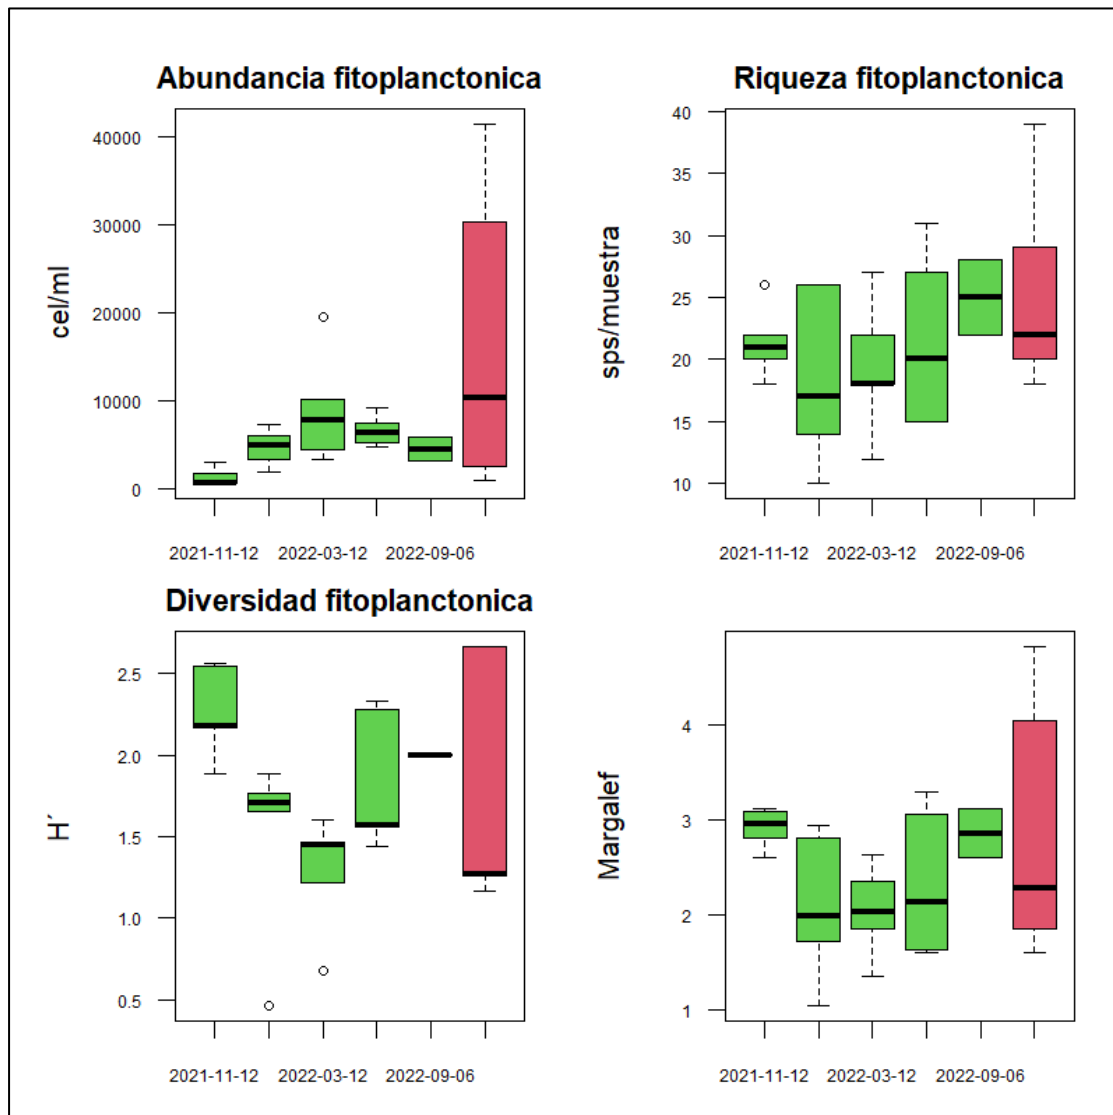 Abundancia fitoplanctonica
cel/ml
40000
30000
20000
10000
0
2021-11-12 2022-03-12 2022-09-06
Riqueza fitoplanctonica
sps/muestra
40
35
30
25
20
15
10
2021-11-12 2022-03-12 2022-09-06
Diversidad fitoplanctonica
H´
2.5
2.0
1.5
1.0
0.5
2021-11-12 2022-03-12 2022-09-06
Margalef
4
3
2
1
2021-11-12 2022-03-12 2022-09-06